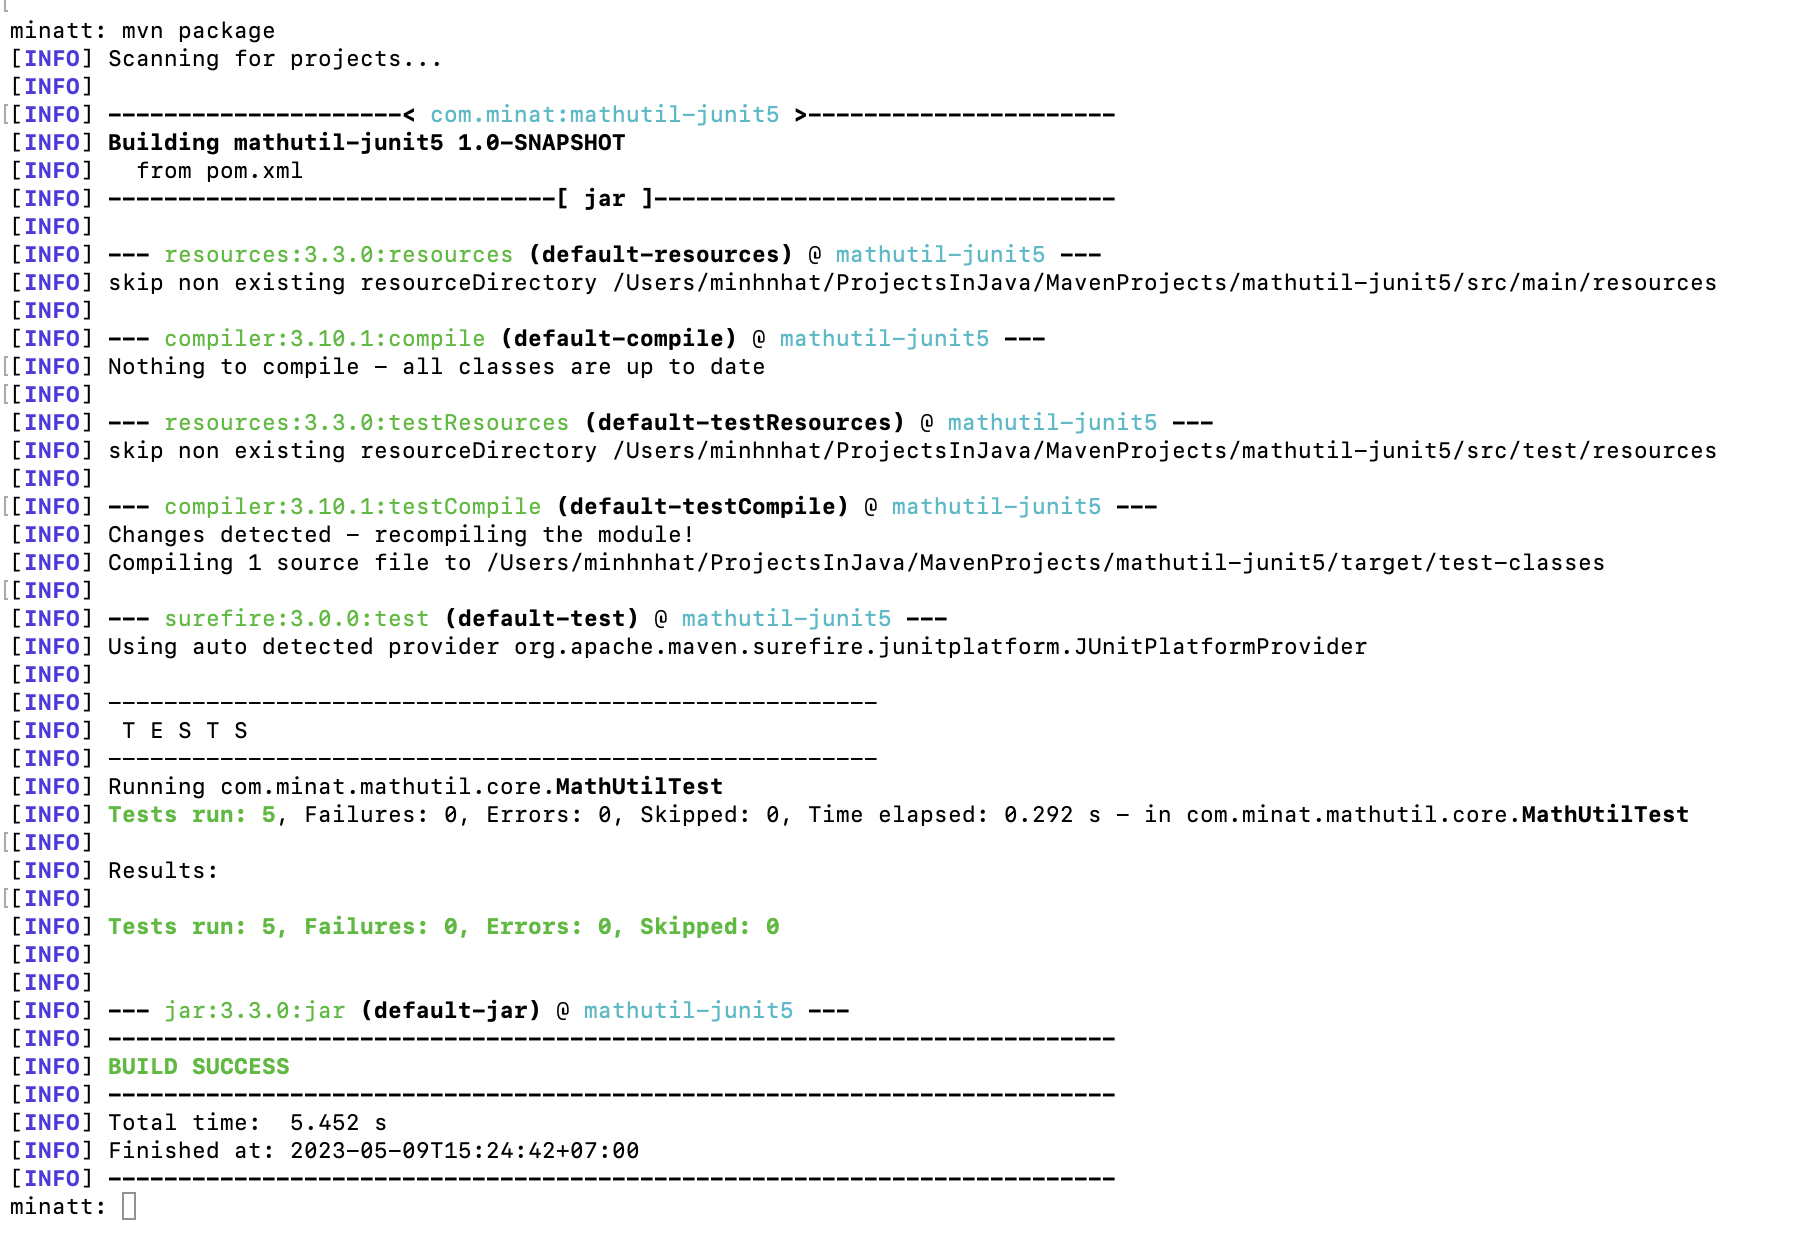 minatt: mvn package
[INFO] Scanning for projects...
[INFO]
[INFO] ---------------------< com.minat:mathutil-junit5 >----------------------
[INFO] Building mathutil-junit5 1.0-SNAPSHOT
[INFO]   from pom.xml
[INFO] --------------------------------[ jar ]---------------------------------
[INFO]
[INFO] --- resources:3.3.0:resources (default-resources) @ mathutil-junit5 ---
[INFO] skip non existing resourceDirectory /Users/minhnhat/ProjectsInJava/MavenProjects/mathutil-junit5/src/main/resources
[INFO]
[INFO] --- compiler:3.10.1:compile (default-compile) @ mathutil-junit5 ---
[INFO] Nothing to compile - all classes are up to date
[INFO]
[INFO] --- resources:3.3.0:testResources (default-testResources) @ mathutil-junit5 ---
[INFO] skip non existing resourceDirectory /Users/minhnhat/ProjectsInJava/MavenProjects/mathutil-junit5/src/test/resources
[INFO]
[INFO] --- compiler:3.10.1:testCompile (default-testCompile) @ mathutil-junit5 ---
[INFO] Changes detected - recompiling the module!
[INFO] Compiling 1 source file to /Users/minhnhat/ProjectsInJava/MavenProjects/mathutil-junit5/target/test-classes
[INFO]
[INFO] --- surefire:3.0.0:test (default-test) @ mathutil-junit5 ---
[INFO] Using auto detected provider org.apache.maven.surefire.junitplatform.JUnitPlatformProvider
[INFO]
[INFO] -------------------------------------------------------
[INFO]  T E S T S
[INFO] -------------------------------------------------------
[INFO] Running com.minat.mathutil.core.MathUtilTest
[INFO] Tests run: 5, Failures: 0, Errors: 0, Skipped: 0, Time elapsed: 0.292 s - in com.minat.mathutil.core.MathUtilTest
[INFO]
[INFO] Results:
[INFO]
[INFO] Tests run: 5, Failures: 0, Errors: 0, Skipped: 0
[INFO]
[INFO]
[INFO] --- jar:3.3.0:jar (default-jar) @ mathutil-junit5 ---
[INFO] ------------------------------------------------------------------------
[INFO] BUILD SUCCESS
[INFO] ------------------------------------------------------------------------
[INFO] Total time:  5.452 s
[INFO] Finished at: 2023-05-09T15:24:42+07:00
[INFO] ------------------------------------------------------------------------
minatt: